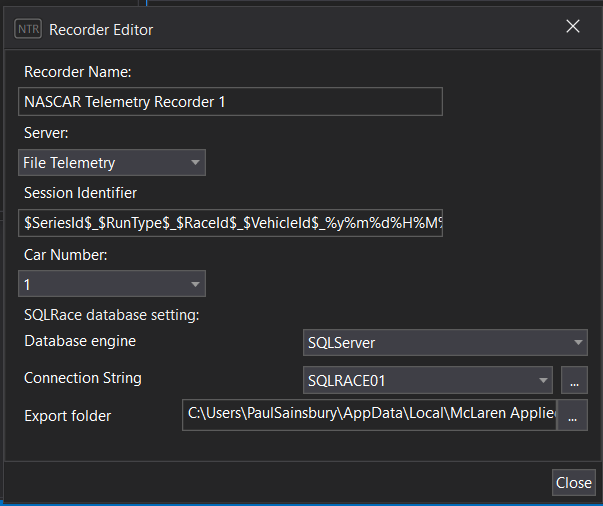 NTR Recorder Editor
Recorder Name:
NASCAR Telemetry Recorder 1
Server:
File Telemetry
Session Identifier
$SeriesId$_$RunType$_$RaceId$_$VehicleId$_%y%m%d%H%M%
Car Number:
1
SQLRace database setting:
Database engine SQLServer
Connection String SQLRACE01 ...
Export folder C:\Users\PaulSainsbury\AppData\Local\McLaren Applie ...
Close